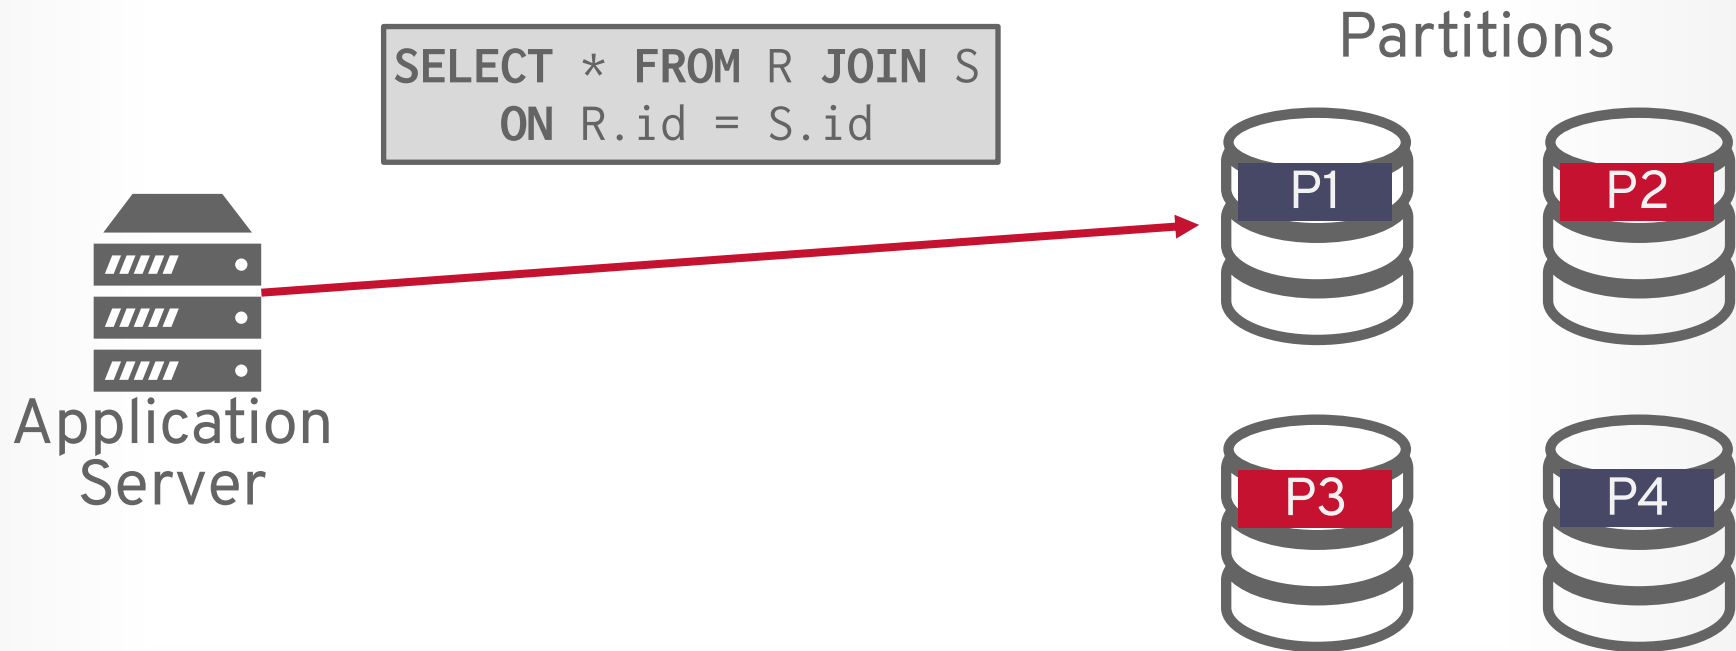 SELECT * FROM R JOIN S
ON R.id = S.id
Partitions
P1
P2
Application
Server
P3
P4